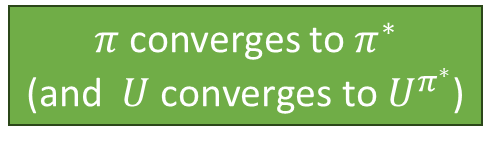 π converges to π*
(and U converges to U^π*)